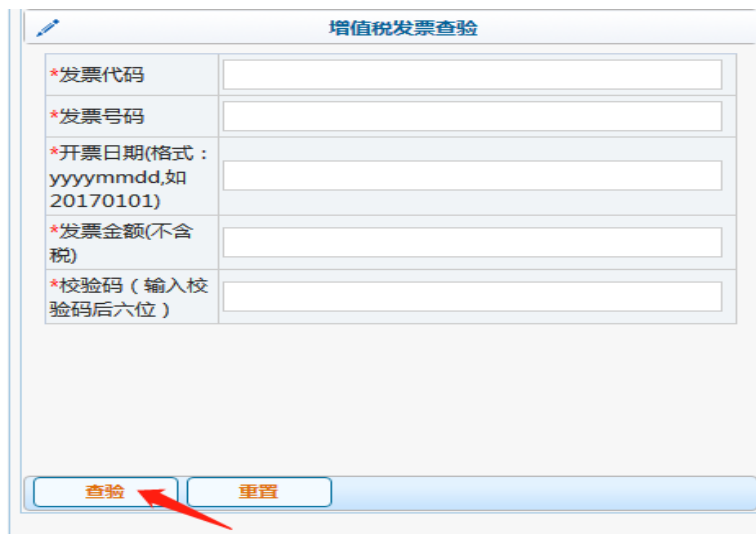 增值税发票查验
*发票代码
*发票号码
*开票日期(格式：
yyyymmdd,如
20170101)
*发票金额(不含
税)
*校验码（输入校
验码后六位）
查验
重置